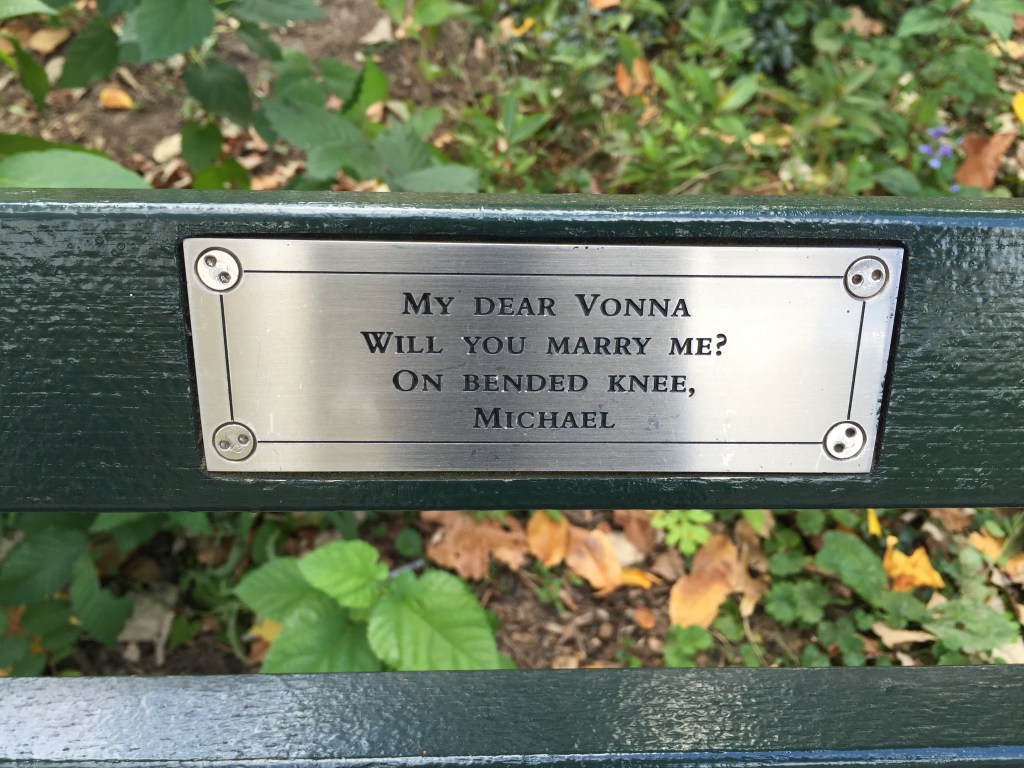 My dear Vonna
Will you marry me?
On bended knee,
Michael